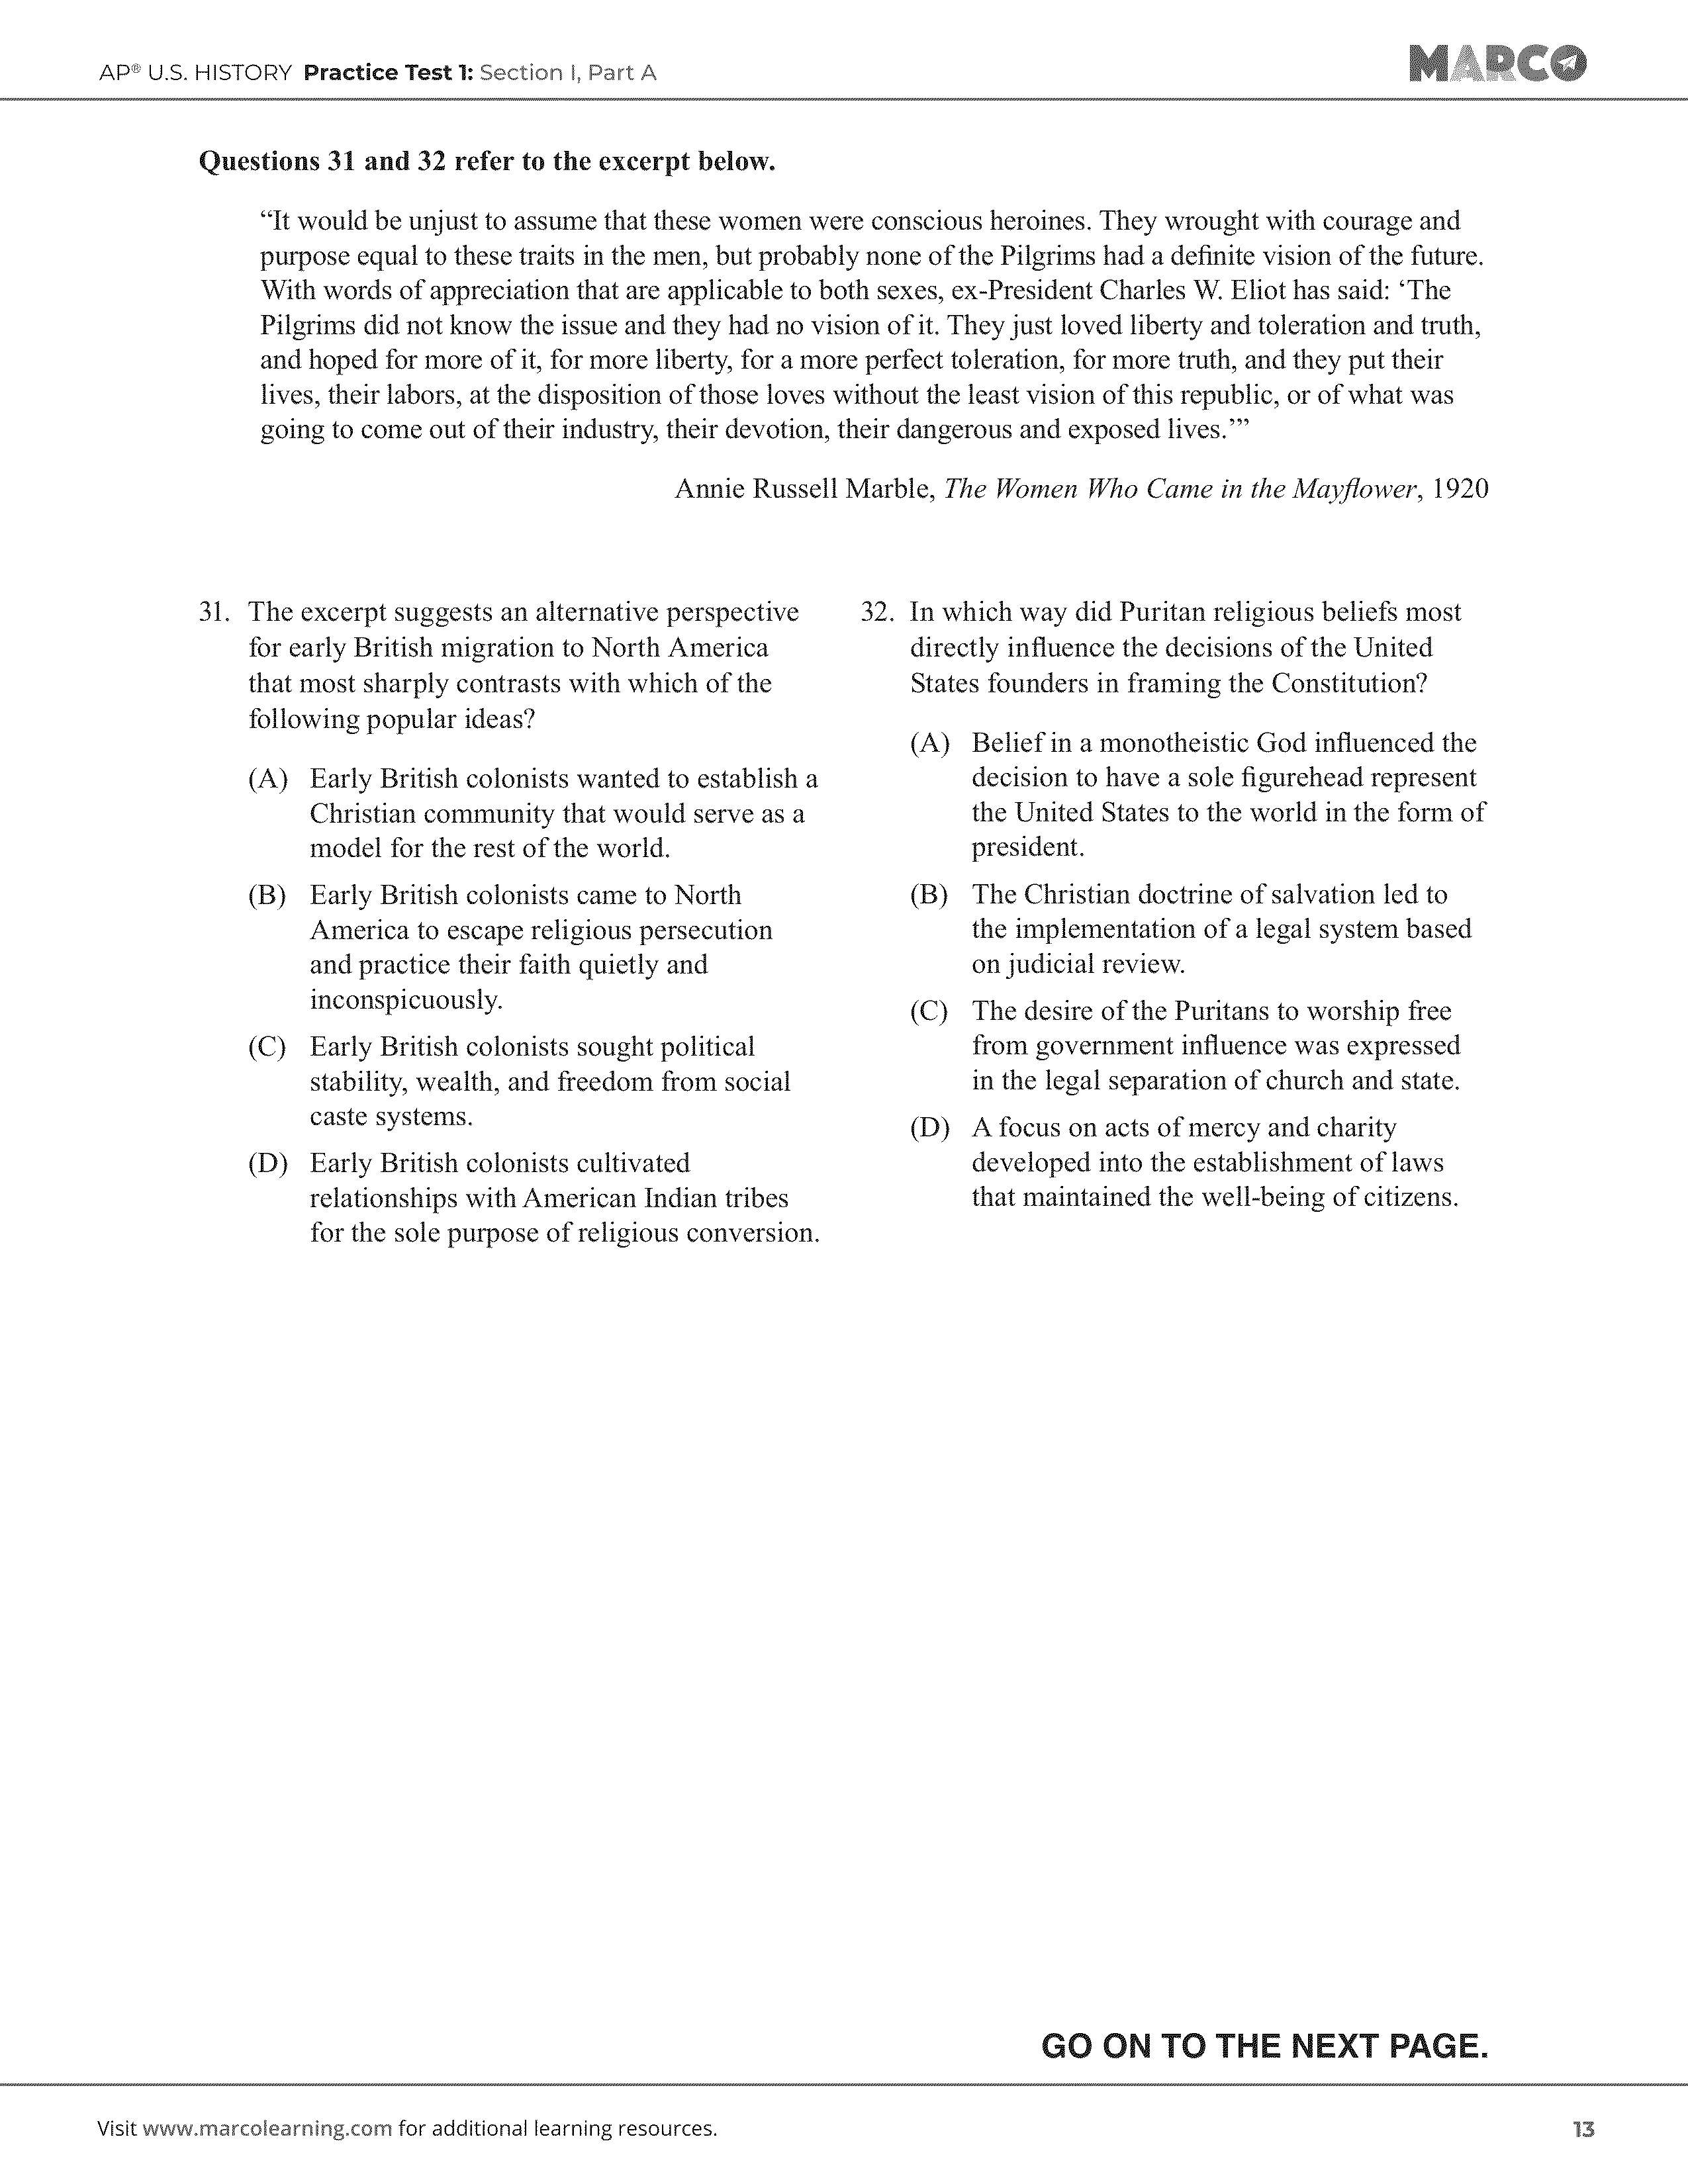 AP® U.S. HISTORY Practice Test 1: Section I, Part A
MARCO
Questions 31 and 32 refer to the excerpt below.
“It would be unjust to assume that these women were conscious heroines. They wrought with courage and
purpose equal to these traits in the men, but probably none of the Pilgrims had a definite vision of the future.
With words of appreciation that are applicable to both sexes, ex-President Charles W. Eliot has said: ‘The
Pilgrims did not know the issue and they had no vision of it. They just loved liberty and toleration and truth,
and hoped for more of it, for more liberty, for a more perfect toleration, for more truth, and they put their
lives, their labors, at the disposition of those loves without the least vision of this republic, or of what was
going to come out of their industry, their devotion, their dangerous and exposed lives.’”
Annie Russell Marble, The Women Who Came in the Mayflower, 1920
31. The excerpt suggests an alternative perspective
for early British migration to North America
that most sharply contrasts with which of the
following popular ideas?
(A) Early British colonists wanted to establish a
Christian community that would serve as a
model for the rest of the world.
(B) Early British colonists came to North
America to escape religious persecution
and practice their faith quietly and
inconspicuously.
(C) Early British colonists sought political
stability, wealth, and freedom from social
caste systems.
(D) Early British colonists cultivated
relationships with American Indian tribes
for the sole purpose of religious conversion.
32. In which way did Puritan religious beliefs most
directly influence the decisions of the United
States founders in framing the Constitution?
(A) Belief in a monotheistic God influenced the
decision to have a sole figurehead represent
the United States to the world in the form of
president.
(B) The Christian doctrine of salvation led to
the implementation of a legal system based
on judicial review.
(C) The desire of the Puritans to worship free
from government influence was expressed
in the legal separation of church and state.
(D) A focus on acts of mercy and charity
developed into the establishment of laws
that maintained the well-being of citizens.
GO ON TO THE NEXT PAGE.
Visit www.marcolearning.com for additional learning resources.
13